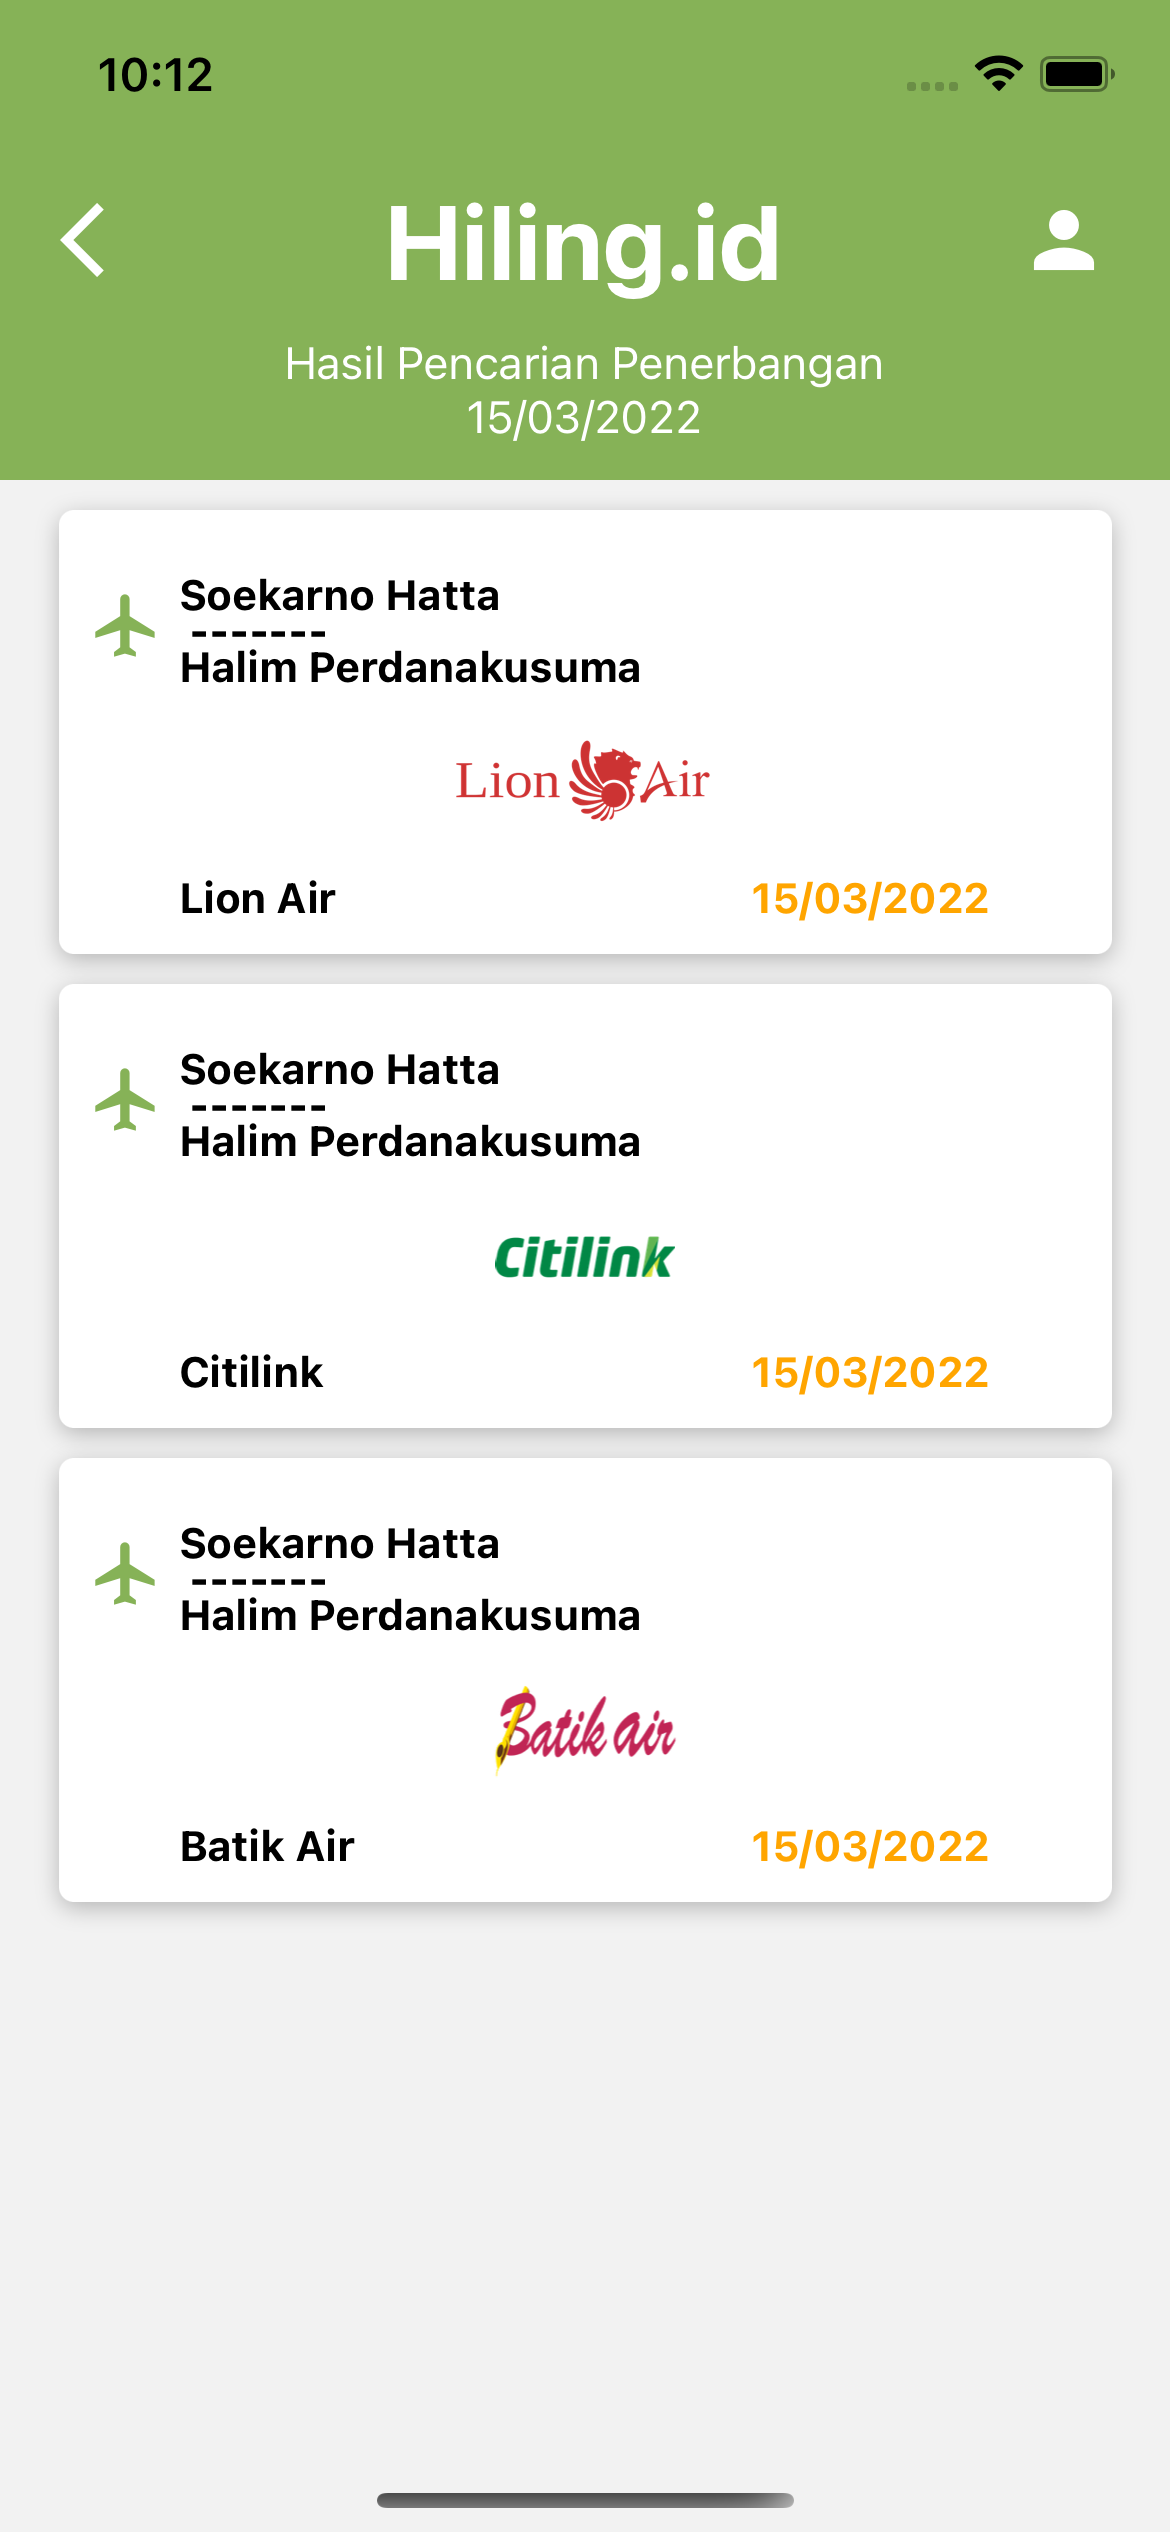 10:12
Hiling.id
Hasil Pencarian Penerbangan
15/03/2022
Soekarno Hatta
-------
Halim Perdanakusuma
Lion Air
Lion Air 15/03/2022
Soekarno Hatta
-------
Halim Perdanakusuma
Citilink
Citilink 15/03/2022
Soekarno Hatta
-------
Halim Perdanakusuma
Batik air
Batik Air 15/03/2022